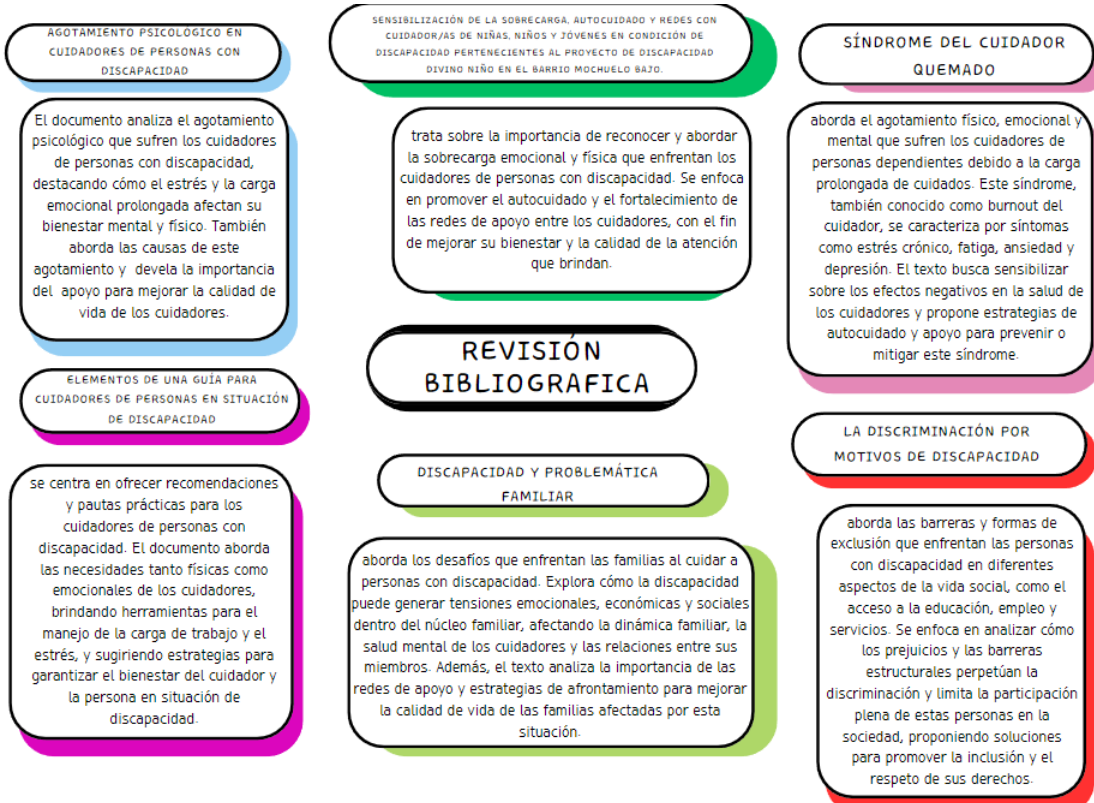 AGOTAMIENTO PSICOLÓGICO EN
CUIDADORES DE PERSONAS CON
DISCAPACIDAD
El documento analiza el agotamiento
psicológico que sufren los cuidadores
de personas con discapacidad,
destacando cómo el estrés y la carga
emocional prolongada afectan su
bienestar mental y físico. También
aborda las causas de este
agotamiento y devela la importancia
del apoyo para mejorar la calidad de
vida de los cuidadores.
SENSIBILIZACIÓN DE LA SOBRECARGA, AUTOCUIDADO Y REDES CON
CUIDADOR/AS DE NIÑAS, NIÑOS Y JÓVENES EN CONDICIÓN DE
DISCAPACIDAD PERTENECIENTES AL PROYECTO DE DISCAPACIDAD
DIVINO NIÑO EN EL BARRIO MOCHUELO BAJO.
trata sobre la importancia de reconocer y abordar
la sobrecarga emocional y física que enfrentan los
cuidadores de personas con discapacidad. Se enfoca
en promover el autocuidado y el fortalecimiento de
las redes de apoyo entre los cuidadores, con el fin
de mejorar su bienestar y la calidad de la atención
que brindan.
SÍNDROME DEL CUIDADOR
QUEMADO
aborda el agotamiento físico, emocional y
mental que sufren los cuidadores de
personas dependientes debido a la carga
prolongada de cuidados. Este síndrome,
también conocido como burnout del
cuidador, se caracteriza por síntomas
como estrés crónico, fatiga, ansiedad y
depresión. El texto busca sensibilizar
sobre los efectos negativos en la salud de
los cuidadores y propone estrategias de
autocuidado y apoyo para prevenir o
mitigar este síndrome.
REVISIÓN
BIBLIOGRAFICA
ELEMENTOS DE UNA GUÍA PARA
CUIDADORES DE PERSONAS EN SITUACIÓN
DE DISCAPACIDAD
se centra en ofrecer recomendaciones
y pautas prácticas para los
cuidadores de personas con
discapacidad. El documento aborda
las necesidades tanto físicas como
emocionales de los cuidadores,
brindando herramientas para el
manejo de la carga de trabajo y el
estrés, y sugiriendo estrategias para
garantizar el bienestar del cuidador y
la persona en situación de
discapacidad.
DISCAPACIDAD Y PROBLEMÁTICA
FAMILIAR
aborda los desafíos que enfrentan las familias al cuidar a
personas con discapacidad. Explora cómo la discapacidad
puede generar tensiones emocionales, económicas y sociales
dentro del núcleo familiar, afectando la dinámica familiar, la
salud mental de los cuidadores y las relaciones entre sus
miembros. Además, el texto analiza la importancia de las
redes de apoyo y estrategias de afrontamiento para mejorar
la calidad de vida de las familias afectadas por esta
situación.
LA DISCRIMINACIÓN POR
MOTIVOS DE DISCAPACIDAD
aborda las barreras y formas de
exclusión que enfrentan las personas
con discapacidad en diferentes
aspectos de la vida social, como el
acceso a la educación, empleo y
servicios. Se enfoca en analizar cómo
los prejuicios y las barreras
estructurales perpetúan la
discriminación y limita la participación
plena de estas personas en la
sociedad, proponiendo soluciones
para promover la inclusión y el
respeto de sus derechos.